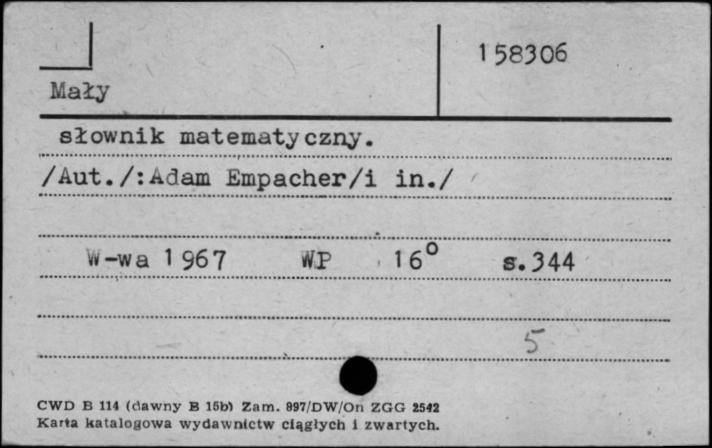 158306
Mały
słownik matematyczny.
/Aut./:Adam Empacher/i in./
W-wa 1967 WP 16° s.344
5
CWD B 114 (dawny B 15b) Zam. 897/DW/On ZGG 2542
Karta katalogowa wydawnictw ciągłych i zwartych.